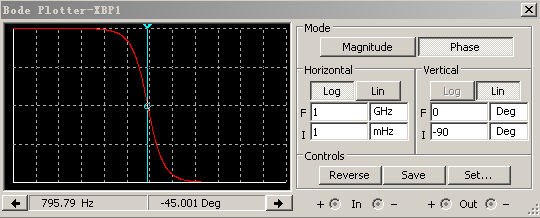 Bode Plotter-XBP1
Mode
Magnitude Phase
Horizontal Vertical
Log Lin Log Lin
F 1 GHz F 0 Deg
I 1 mHz I -90 Deg
Controls
Reverse Save Set...
795.79 Hz -45.001 Deg + In - + Out -